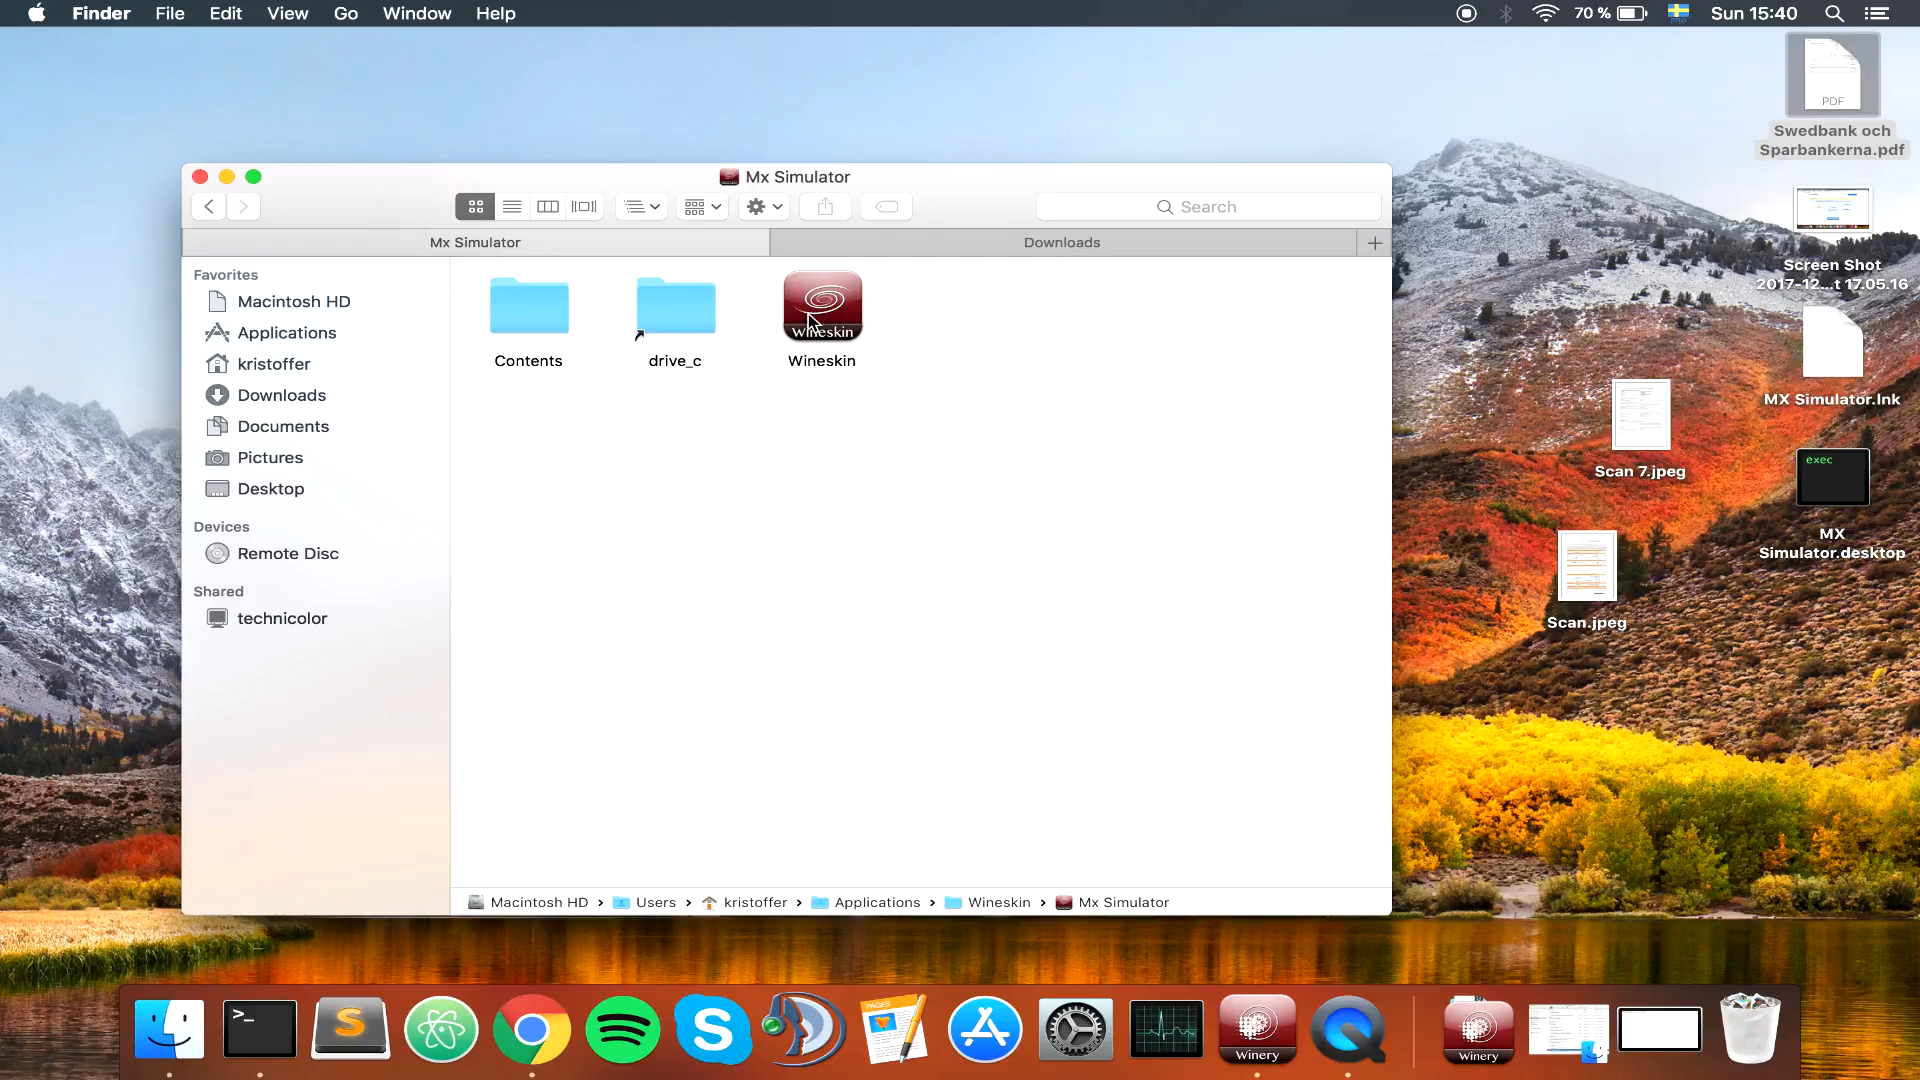 Finder File Edit View Go Window Help
70 %
Sun 15:40
PDF
Swedbank och
Sparbankerna.pdf
Screen Shot
2017-12...t 17.05.16
MX Simulator.lnk
Scan 7.jpeg
exec
MX
Simulator.desktop
Scan.jpeg
Mx Simulator
Search
Mx Simulator
Downloads
Favorites
Macintosh HD
Applications
kristoffer
Downloads
Documents
Pictures
Desktop
Devices
Remote Disc
Shared
technicolor
Contents
drive_c
Wineskin
Wineskin
Macintosh HD › Users › kristoffer › Applications › Wineskin › Mx Simulator
>_
S
S
PAGES
Winery
Winery